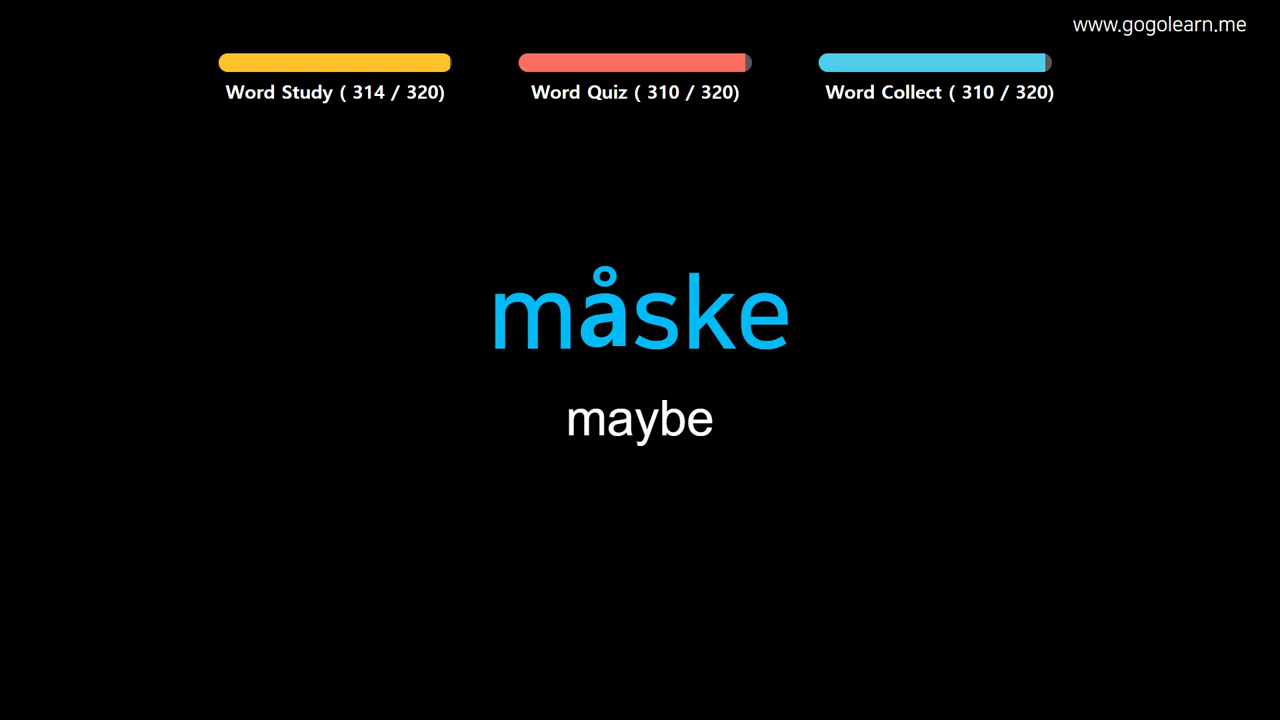 www.gogolearn.me
Word Study ( 314 / 320)
Word Quiz ( 310 / 320)
Word Collect ( 310 / 320)
måske
maybe